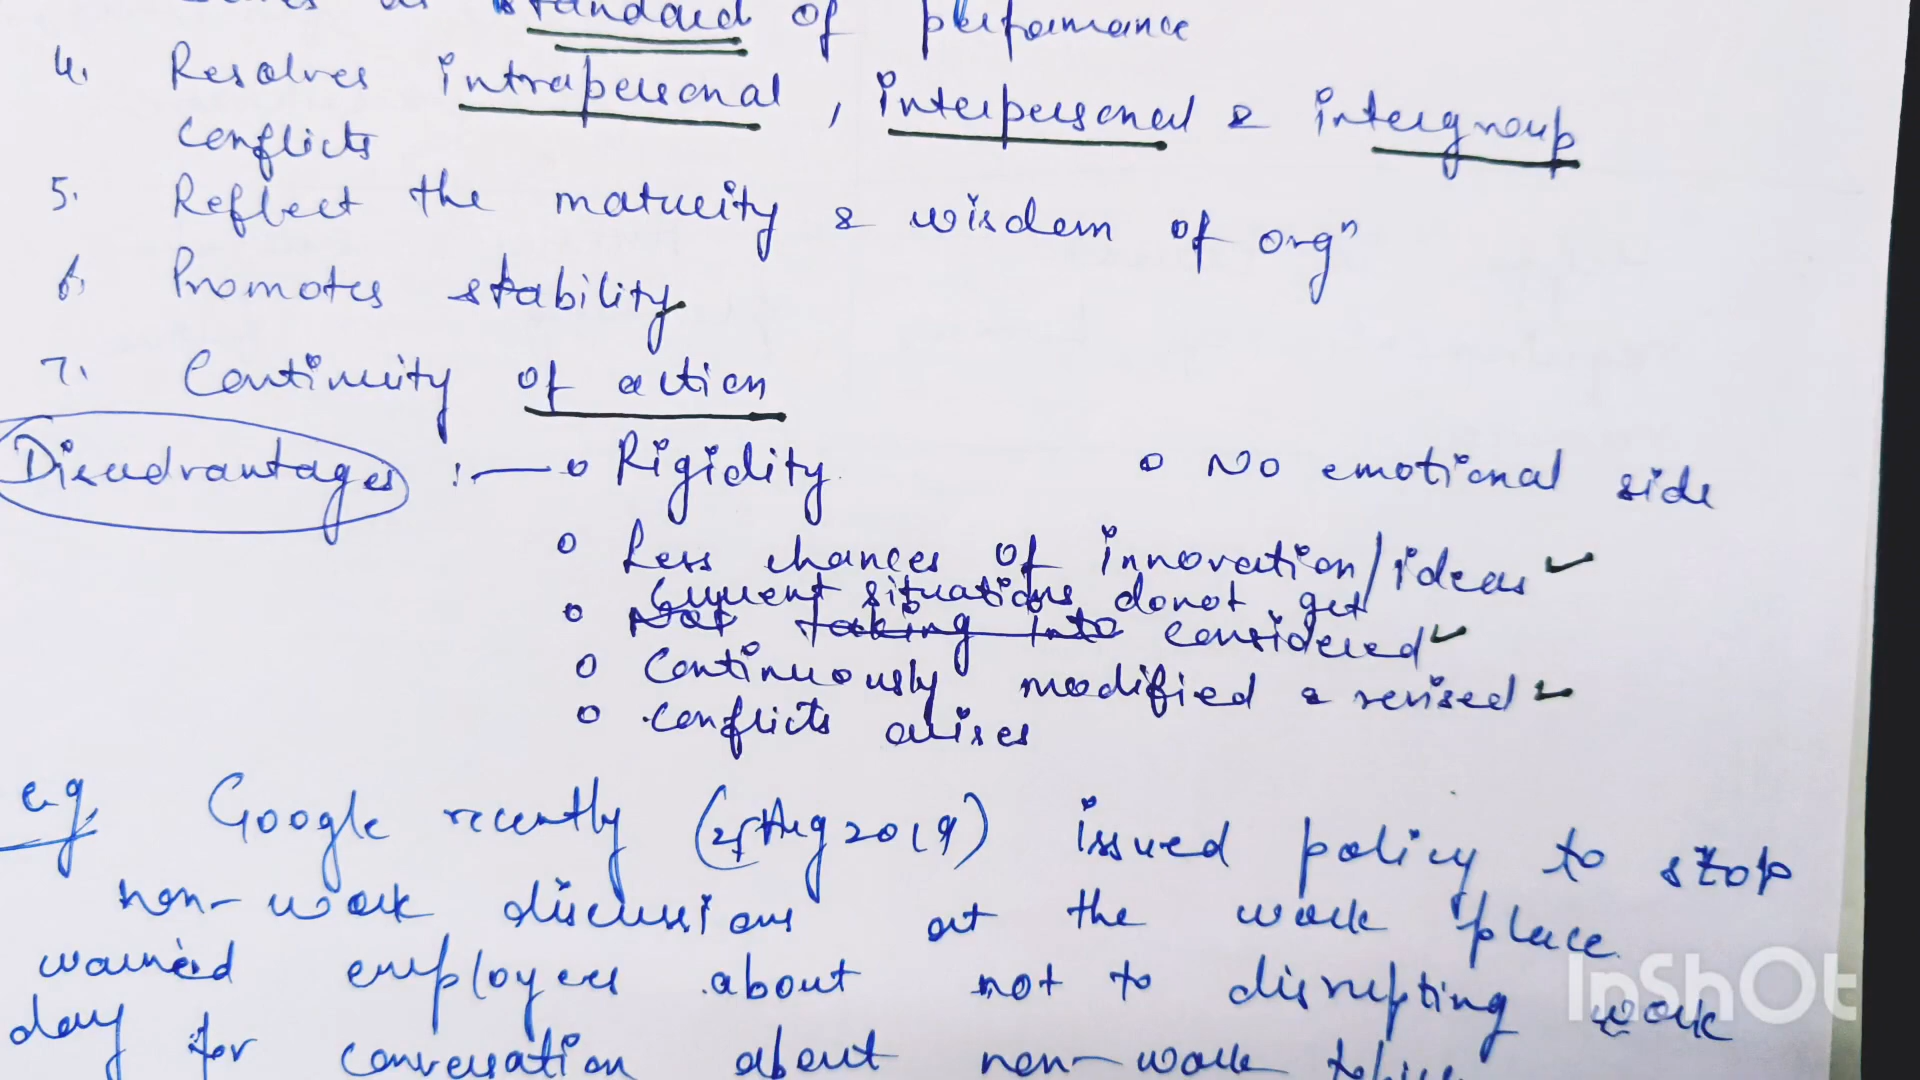 standard of performance
4. Resolves intrapersonal, interpersonal & intergroup
conflicts
5. Reflect the maturity & wisdom of orgn
6. Promotes stability
7. Continuity of action
Disadvantages :— o Rigidity o No emotional side
o Less chances of innovation/ideas ✓
Current situations donot get
o Not taking into considered ✓
o Continuously modified & revised ✓
o conflicts arises
e.g. Google recently (Aug 2019) issued policy to stop
non-work discussions at the work place
warned employees about not to disrupting work
day for conversation about non-work
InShOt